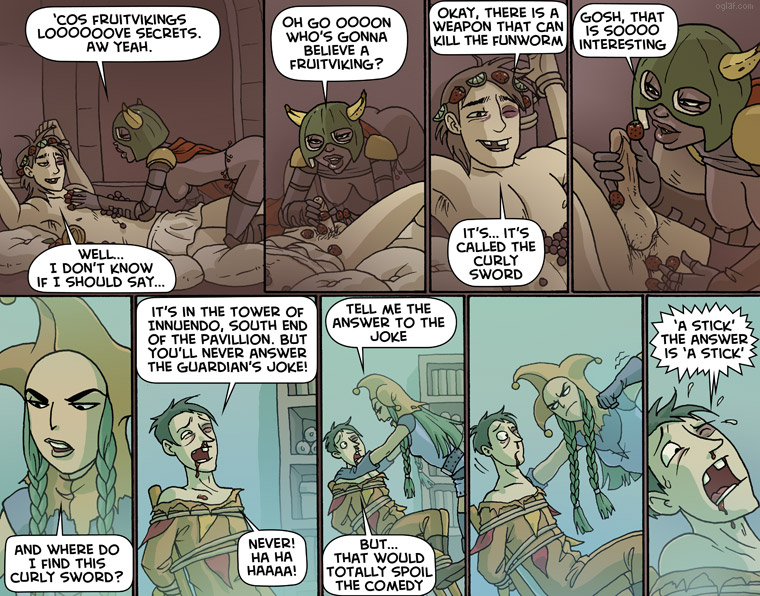 'COS FRUITVIKINGS
LOOOOOOVE SECRETS.
AW YEAH.
WELL...
I DON'T KNOW
IF I SHOULD SAY...
OH GO OOOON
WHO'S GONNA
BELIEVE A
FRUITVIKING?
OKAY, THERE IS A
WEAPON THAT CAN
KILL THE FUNWORM
IT'S... IT'S
CALLED THE
CURLY
SWORD
oglaf.com
GOSH, THAT
IS SOOOO
INTERESTING
AND WHERE DO
I FIND THIS
CURLY SWORD?
IT'S IN THE TOWER OF
INNUENDO, SOUTH END
OF THE PAVILLION. BUT
YOU'LL NEVER ANSWER
THE GUARDIAN'S JOKE!
NEVER!
HA HA
HAAAA!
TELL ME THE
ANSWER TO THE
JOKE
BUT...
THAT WOULD
TOTALLY SPOIL
THE COMEDY
'A STICK'
THE ANSWER
IS 'A STICK'